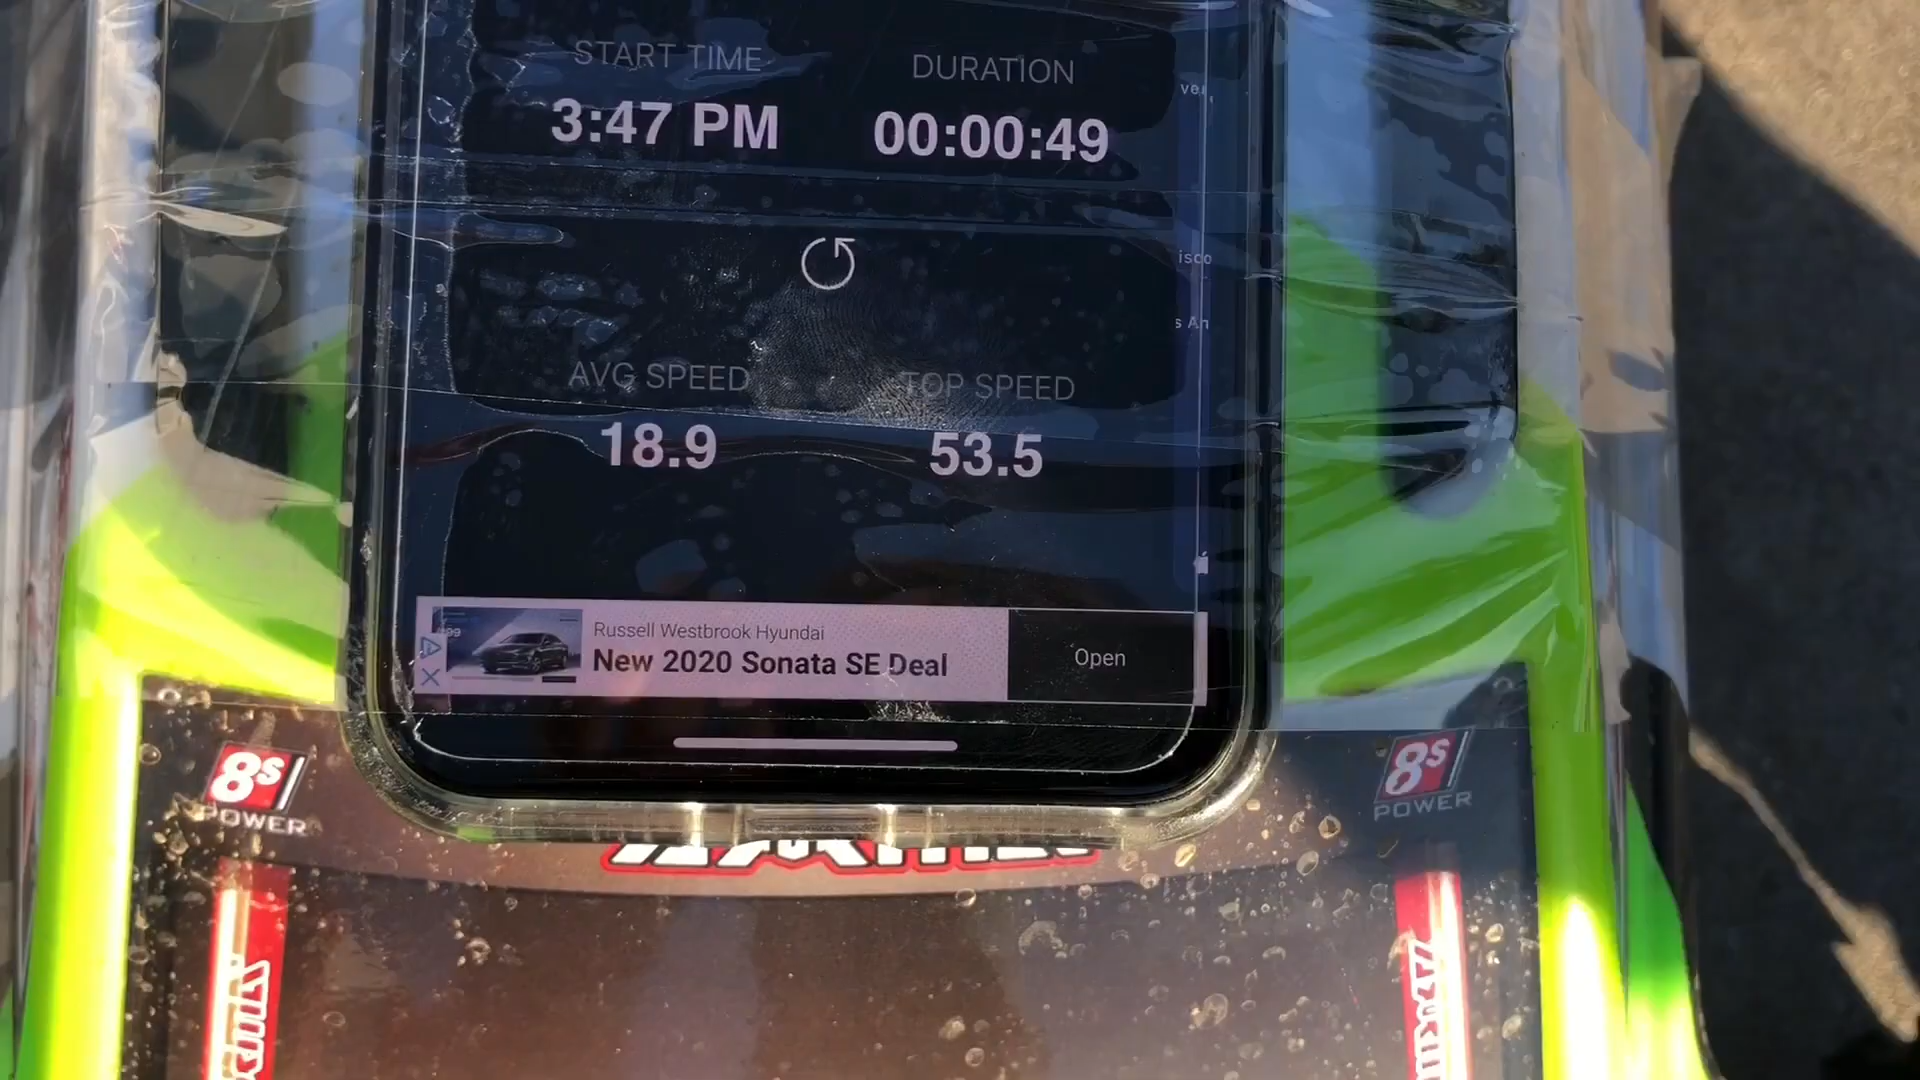 START TIME
DURATION
3:47 PM
00:00:49
AVG SPEED
TOP SPEED
18.9
53.5
Russell Westbrook Hyundai
New 2020 Sonata SE Deal
Open
8S
POWER
8S
POWER